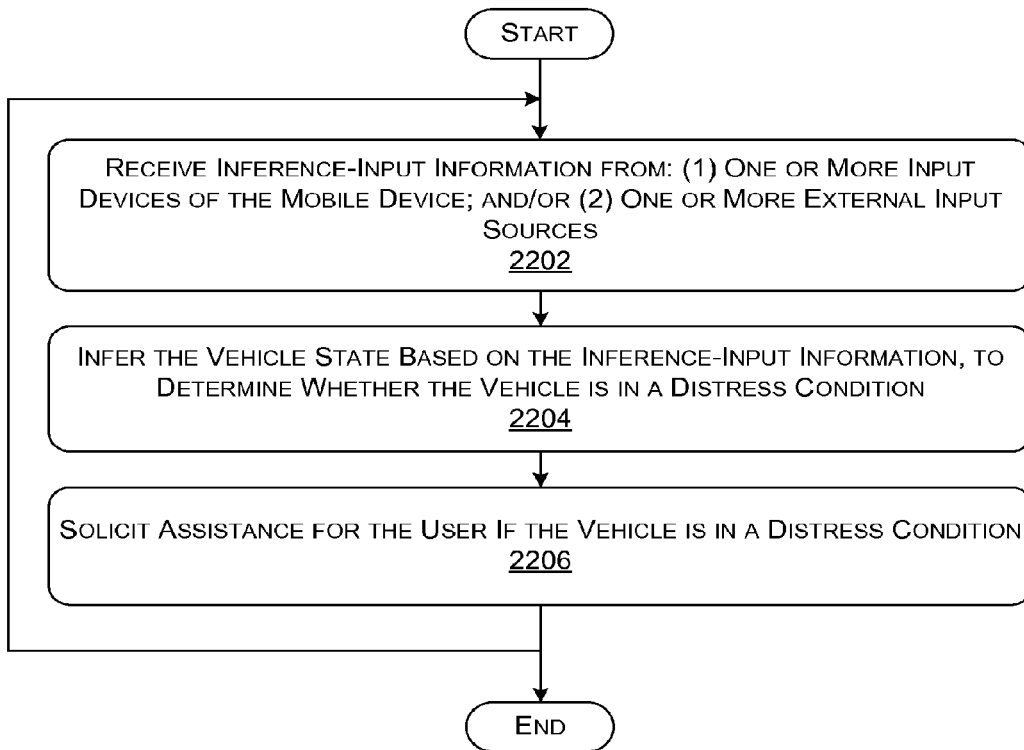 START
RECEIVE INFERENCE-INPUT INFORMATION FROM: (1) ONE OR MORE INPUT
DEVICES OF THE MOBILE DEVICE; AND/OR (2) ONE OR MORE EXTERNAL INPUT
SOURCES
2202
INFER THE VEHICLE STATE BASED ON THE INFERENCE-INPUT INFORMATION, TO
DETERMINE WHETHER THE VEHICLE IS IN A DISTRESS CONDITION
2204
SOLICIT ASSISTANCE FOR THE USER IF THE VEHICLE IS IN A DISTRESS CONDITION
2206
END